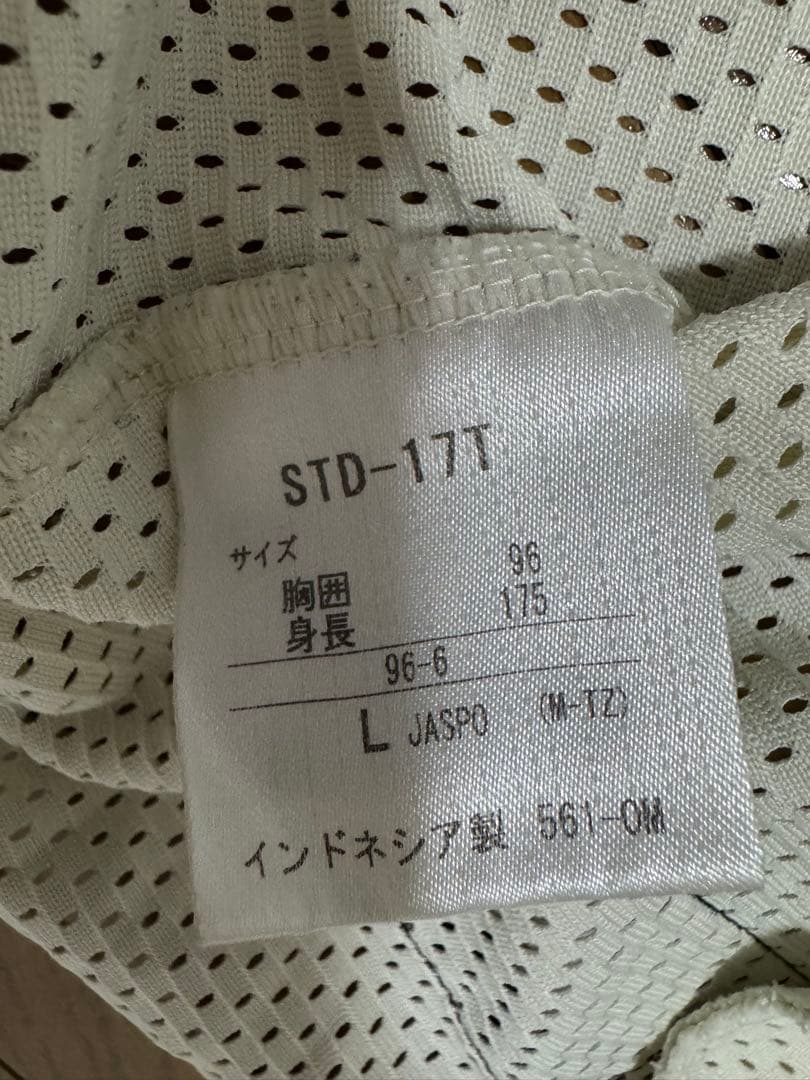 STD-17T
サイズ
胸囲 96
身長 175
96-6
L JASPO (M-TZ)
インドネシア製 561-OM